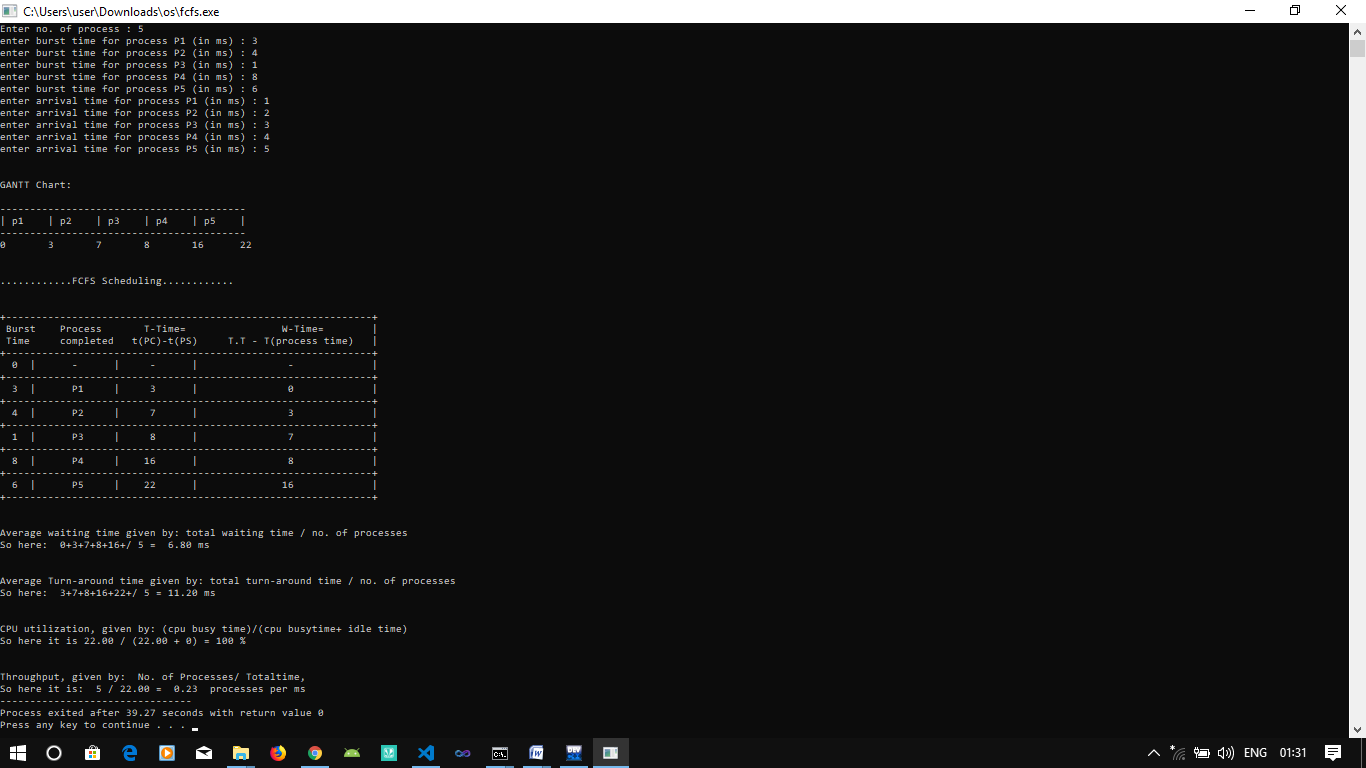 C:\Users\user\Downloads\os\fcfs.exe
Enter no. of process : 5
enter burst time for process P1 (in ms) : 3
enter burst time for process P2 (in ms) : 4
enter burst time for process P3 (in ms) : 1
enter burst time for process P4 (in ms) : 8
enter burst time for process P5 (in ms) : 6
enter arrival time for process P1 (in ms) : 1
enter arrival time for process P2 (in ms) : 2
enter arrival time for process P3 (in ms) : 3
enter arrival time for process P4 (in ms) : 4
enter arrival time for process P5 (in ms) : 5
GANTT Chart:
-----------------------------------------
| p1    | p2    | p3    | p4    | p5    |
-----------------------------------------
0       3       7       8       16      22
............FCFS Scheduling............
+-------------------------------------------------------------+
 Burst    Process       T-Time=                W-Time=        |
 Time     completed   t(PC)-t(PS)     T.T - T(process time)   |
+-------------------------------------------------------------+
  0  |      -      |     -      |               -             |
+-------------------------------------------------------------+
  3  |      P1     |     3      |               0             |
+-------------------------------------------------------------+
  4  |      P2     |     7      |               3             |
+-------------------------------------------------------------+
  1  |      P3     |     8      |               7             |
+-------------------------------------------------------------+
  8  |      P4     |    16      |               8             |
+-------------------------------------------------------------+
  6  |      P5     |    22      |              16             |
+-------------------------------------------------------------+
Average waiting time given by: total waiting time / no. of processes
So here:  0+3+7+8+16+/ 5 =  6.80 ms
Average Turn-around time given by: total turn-around time / no. of processes
So here:  3+7+8+16+22+/ 5 = 11.20 ms
CPU utilization, given by: (cpu busy time)/(cpu busytime+ idle time)
So here it is 22.00 / (22.00 + 0) = 100 %
Throughput, given by:  No. of Processes/ Totaltime,
So here it is:  5 / 22.00 =  0.23  processes per ms
--------------------------------
Process exited after 39.27 seconds with return value 0
Press any key to continue . . .
ENG 01:31